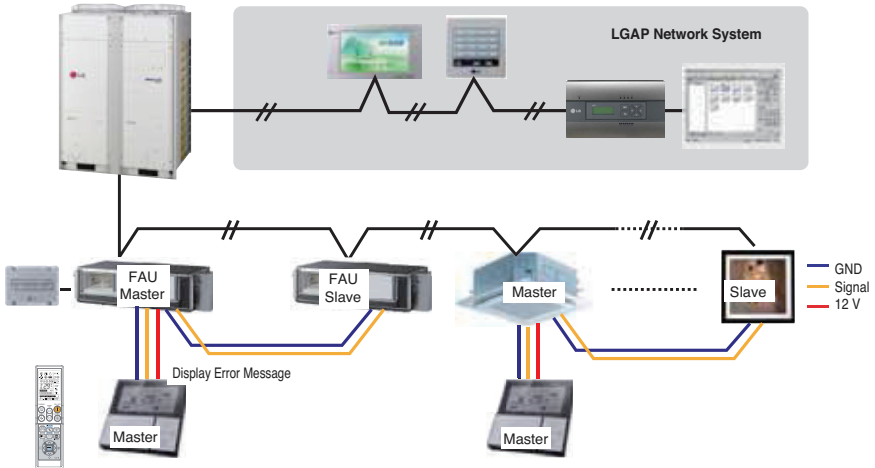 LGAP Network System
FAU
Master
FAU
Slave
Master
Slave
GND
Signal
12 V
Display Error Message
Master
Master